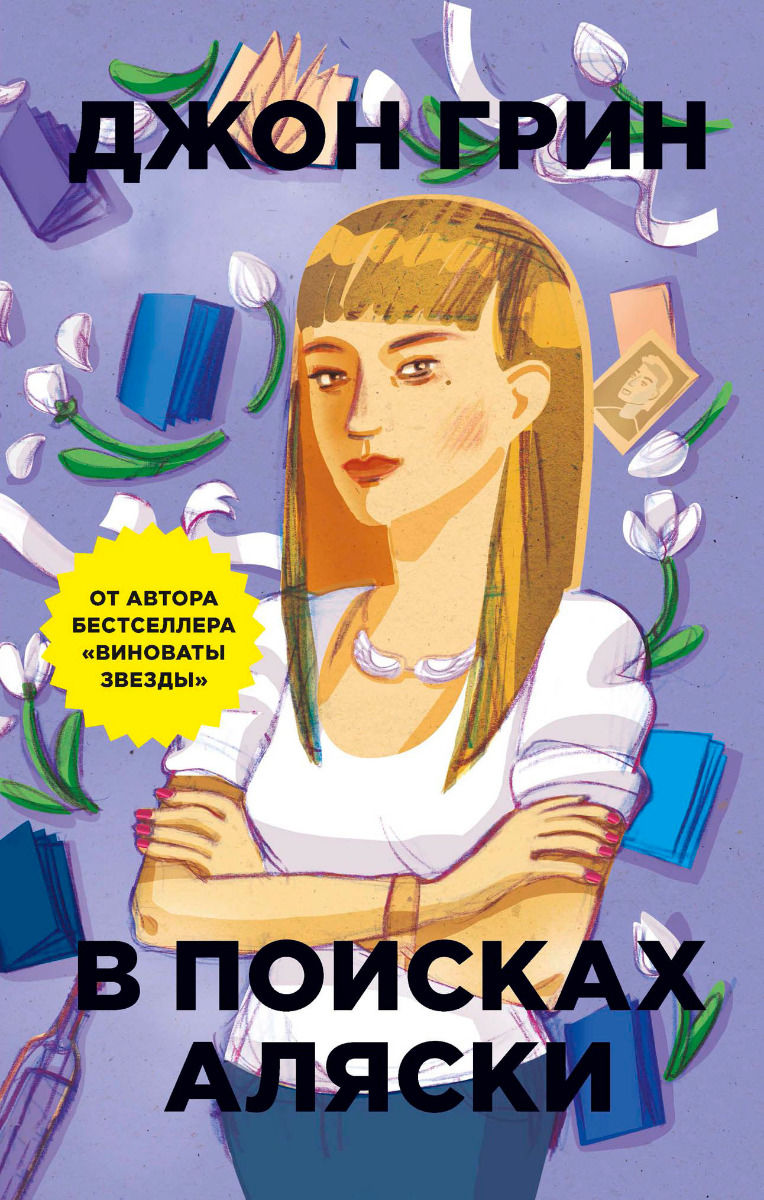 ДЖОН ГРИН
ОТ АВТОРА
БЕСТСЕЛЛЕРА
«ВИНОВАТЫ
ЗВЕЗДЫ»
В ПОИСКАХ
АЛЯСКИ